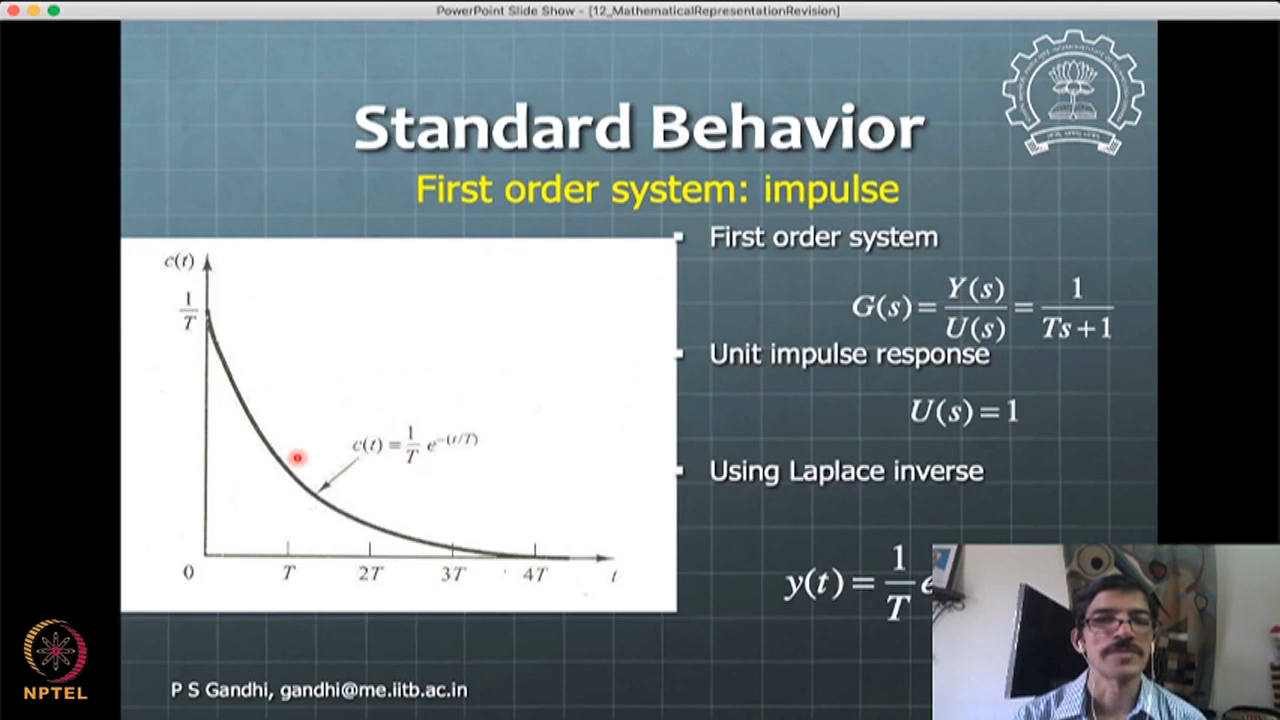 PowerPoint Slide Show - [12_MathematicalRepresentationRevision]
Standard Behavior
First order system: impulse
▪ First order system
G(s) = Y(s)/U(s) = 1/(Ts+1)
▪ Unit impulse response
U(s) = 1
▪ Using Laplace inverse
y(t) = 1/T e
c(t)
1/T
c(t) = 1/T e^-(t/T)
0 T 2T 3T 4T t
P S Gandhi, gandhi@me.iitb.ac.in
NPTEL